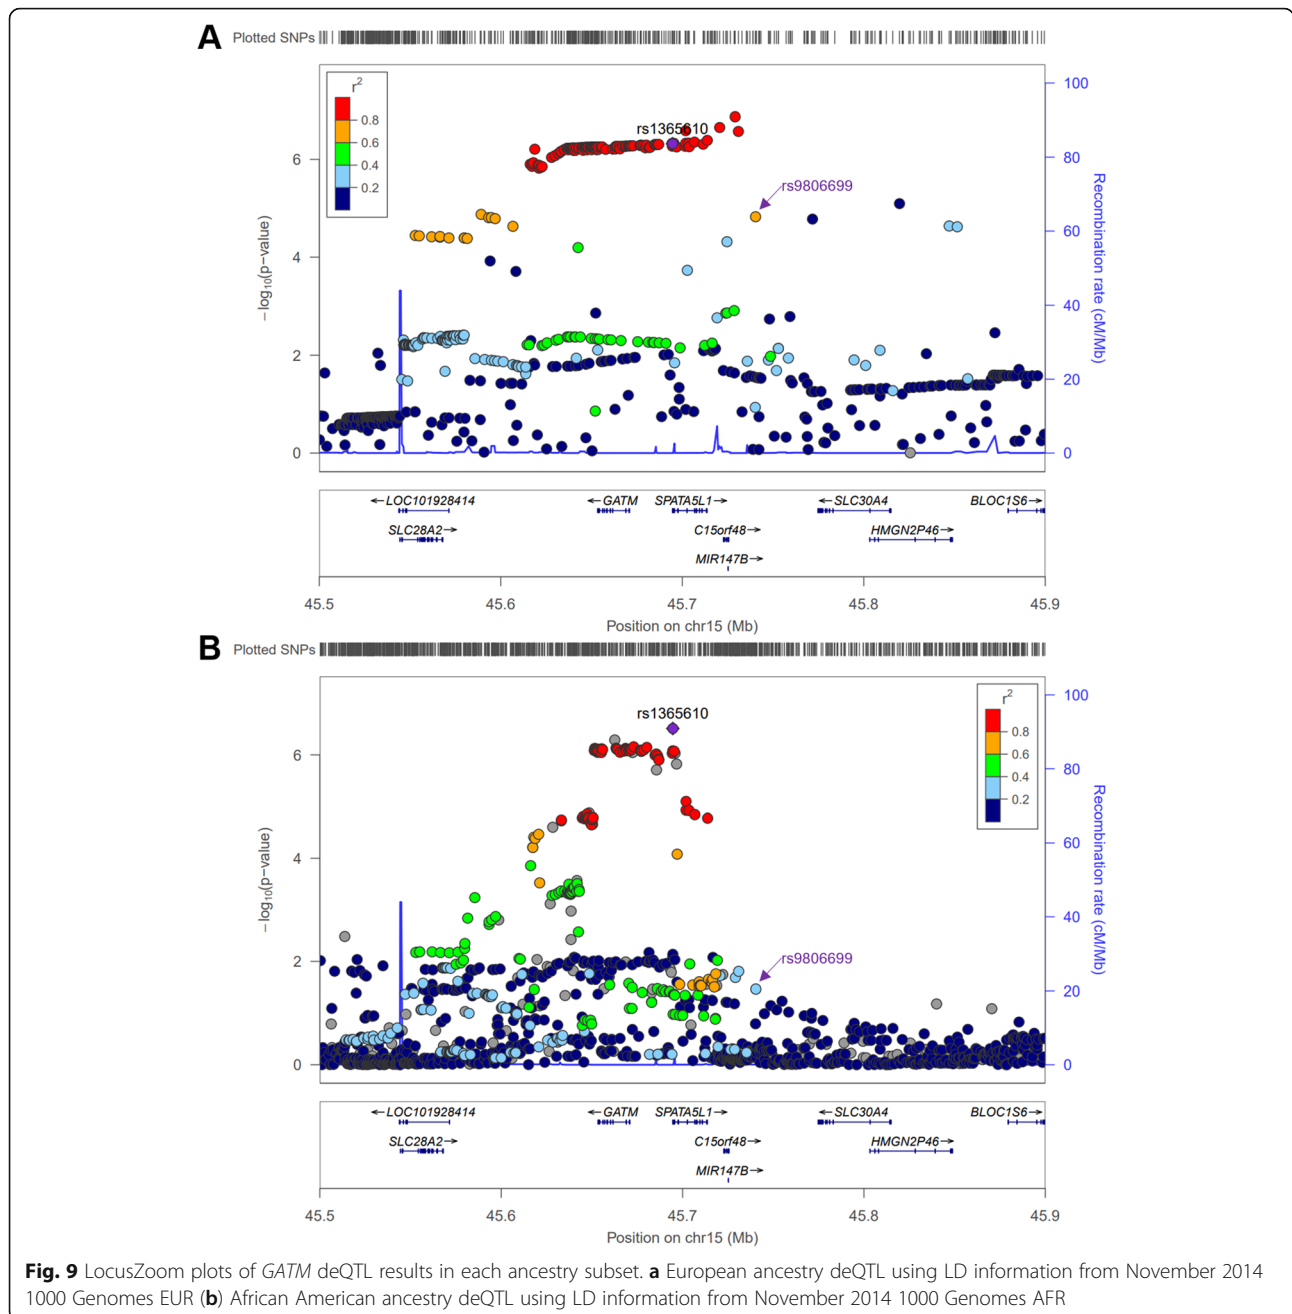 A
Plotted SNPs
r²
0.8
0.6
0.4
0.2
rs1365610
rs9806699
−log₁₀(p−value)
0
2
4
6
Recombination rate (cM/Mb)
0
20
40
60
80
100
←LOC101928414
←GATM
SPATA5L1→
←SLC30A4
BLOC1S6→
SLC28A2→
C15orf48→
HMGN2P46→
MIR147B→
45.5
45.6
45.7
45.8
45.9
Position on chr15 (Mb)
B
Plotted SNPs
r²
0.8
0.6
0.4
0.2
rs1365610
rs9806699
−log₁₀(p−value)
0
2
4
6
Recombination rate (cM/Mb)
0
20
40
60
80
100
←LOC101928414
←GATM
SPATA5L1→
←SLC30A4
BLOC1S6→
SLC28A2→
C15orf48→
HMGN2P46→
MIR147B→
45.5
45.6
45.7
45.8
45.9
Position on chr15 (Mb)
Fig. 9 LocusZoom plots of GATM deQTL results in each ancestry subset. a European ancestry deQTL using LD information from November 2014
1000 Genomes EUR (b) African American ancestry deQTL using LD information from November 2014 1000 Genomes AFR